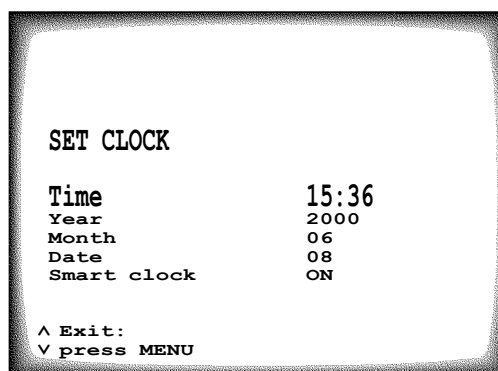 SET CLOCK
Time 15:36
Year 2000
Month 06
Date 08
Smart clock ON
∧ Exit:
∨ press MENU